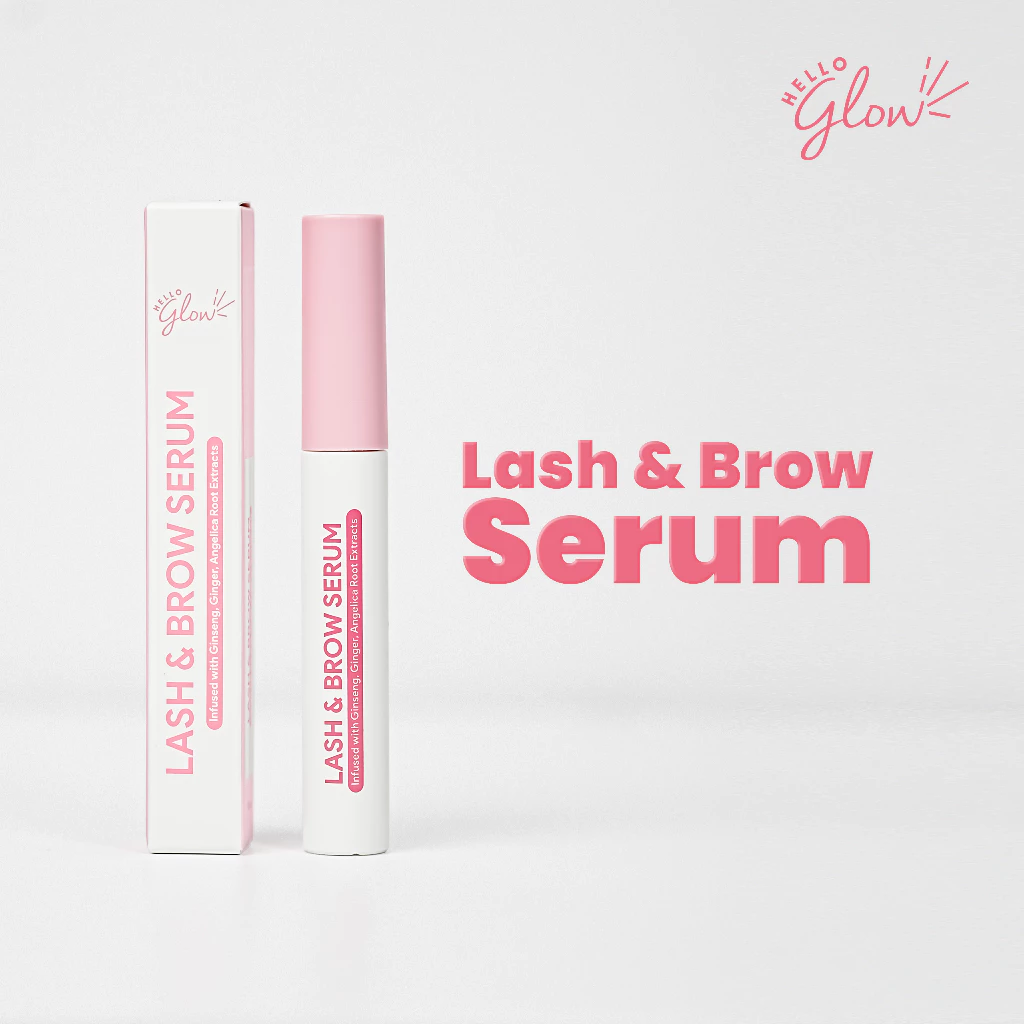 HELLO
Glow
HELLO
Glow
LASH & BROW SERUM
Infused with Ginseng, Ginger, Angelica Root Extracts
LASH & BROW SERUM
Infused with Ginseng, Ginger, Angelica Root Extracts
Lash & Brow
Serum